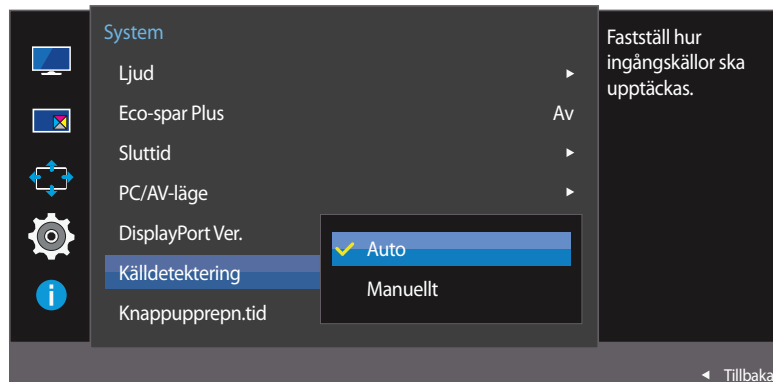 System
Ljud
Eco-spar Plus Av
Sluttid
PC/AV-läge
DisplayPort Ver.
Källdetektering
Knappupprepn.tid
Auto
Manuellt
Fastställ hur
ingångskällor ska
upptäckas.
Tillbaka